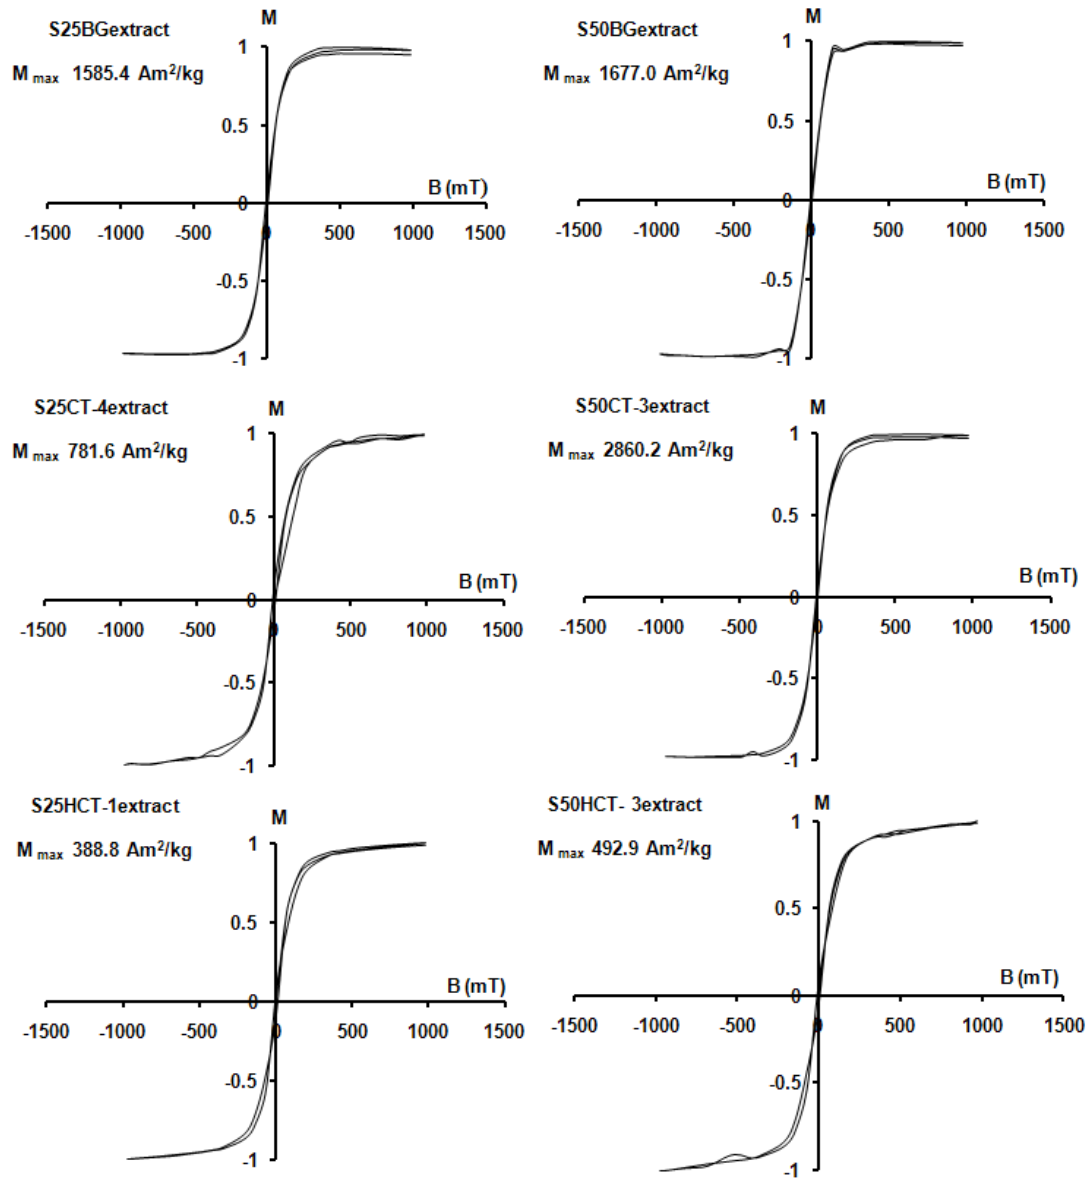 S25BGextract
M
M max 1585.4 Am²/kg
1
0.5
B (mT)
0
-1500 -1000 -500 0 500 1000 1500
-0.5
-1
S50BGextract
M
M max 1677.0 Am²/kg
1
0.5
B (mT)
0
-1500 -1000 -500 0 500 1000 1500
-0.5
-1
S25CT-4extract
M
M max 781.6 Am²/kg
1
0.5
B (mT)
0
-1500 -1000 -500 0 500 1000 1500
-0.5
-1
S50CT-3extract
M
M max 2860.2 Am²/kg
1
0.5
B (mT)
0
-1500 -1000 -500 0 500 1000 1500
-0.5
-1
S25HCT-1extract
M
M max 388.8 Am²/kg
1
0.5
B (mT)
0
-1500 -1000 -500 0 500 1000 1500
-0.5
-1
S50HCT- 3extract
M
M max 492.9 Am²/kg
1
0.5
B (mT)
0
-1500 -1000 -500 0 500 1000 1500
-0.5
-1